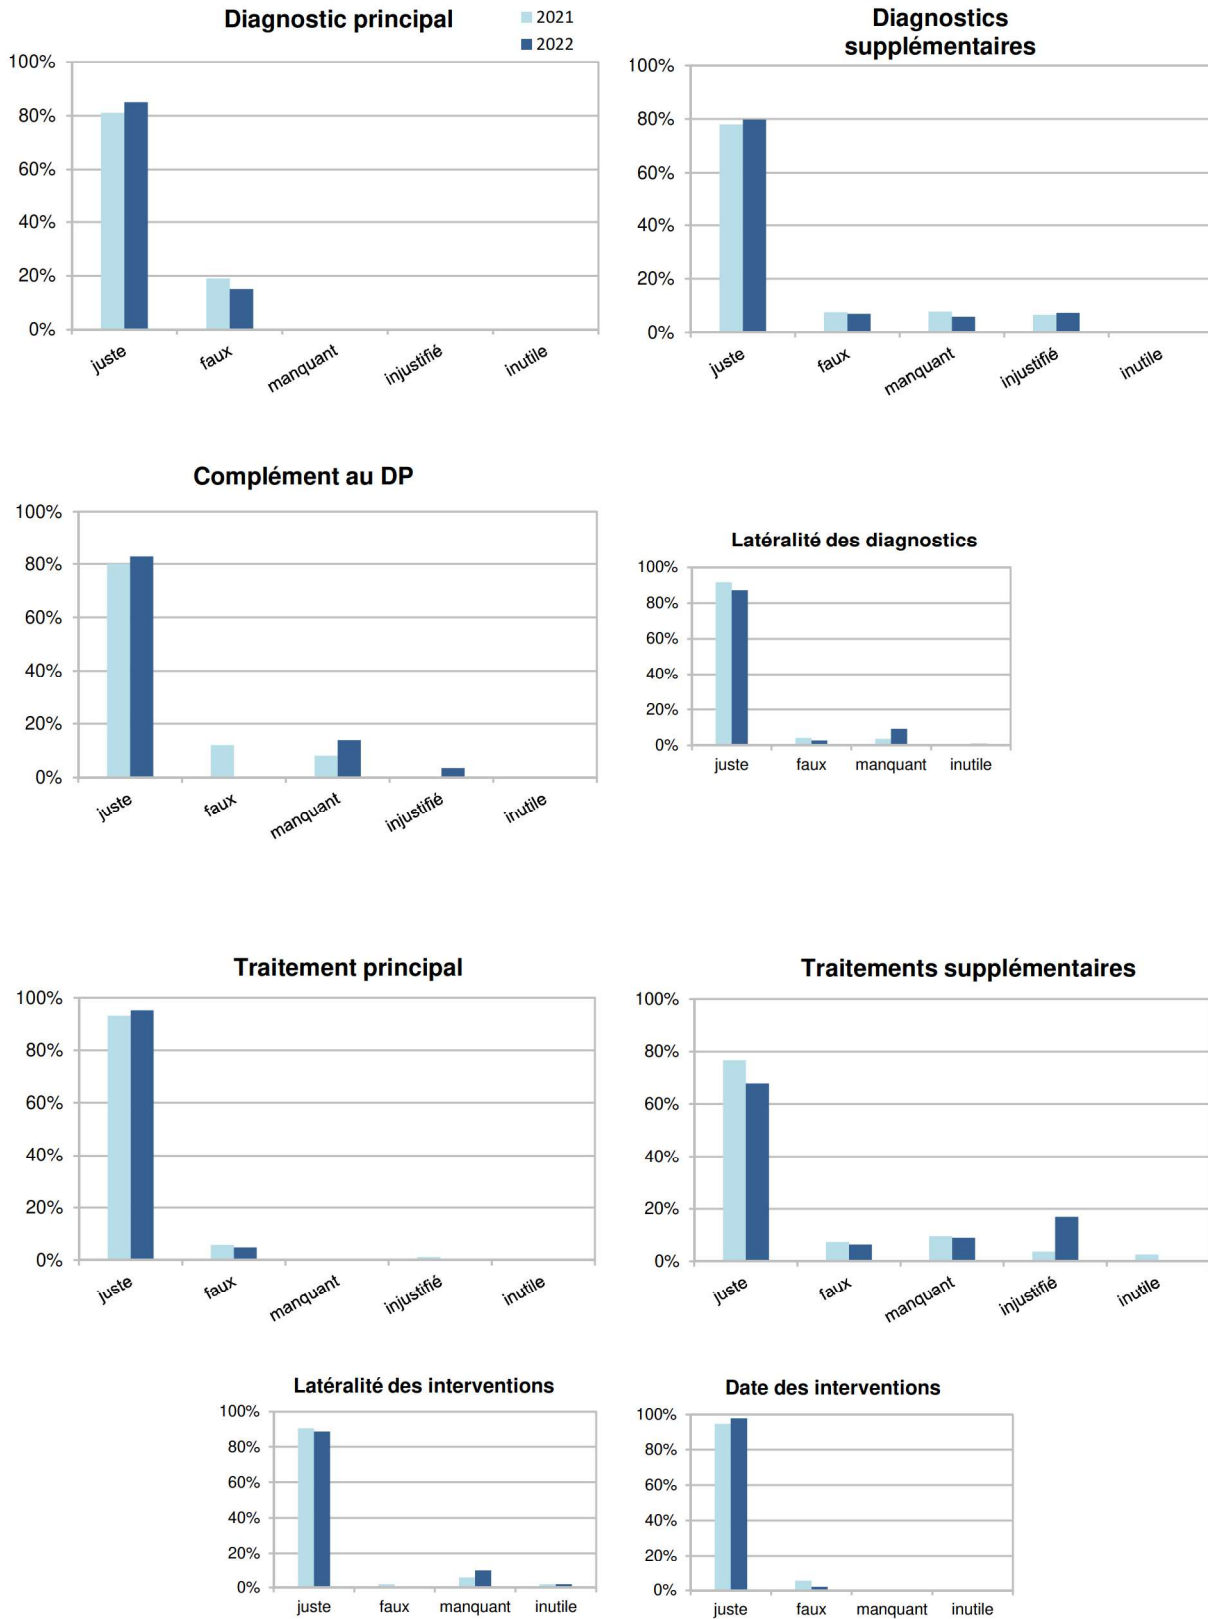 Diagnostic principal
2021
2022
100%
80%
60%
40%
20%
0%
juste
faux
manquant
injustifié
inutile
Diagnostics
supplémentaires
100%
80%
60%
40%
20%
0%
juste
faux
manquant
injustifié
inutile
Complément au DP
100%
80%
60%
40%
20%
0%
juste
faux
manquant
injustifié
inutile
Latéralité des diagnostics
100%
80%
60%
40%
20%
0%
juste faux manquant inutile
Traitement principal
100%
80%
60%
40%
20%
0%
juste
faux
manquant
injustifié
inutile
Traitements supplémentaires
100%
80%
60%
40%
20%
0%
juste
faux
manquant
injustifié
inutile
Latéralité des interventions
100%
80%
60%
40%
20%
0%
juste faux manquant inutile
Date des interventions
100%
80%
60%
40%
20%
0%
juste faux manquant inutile